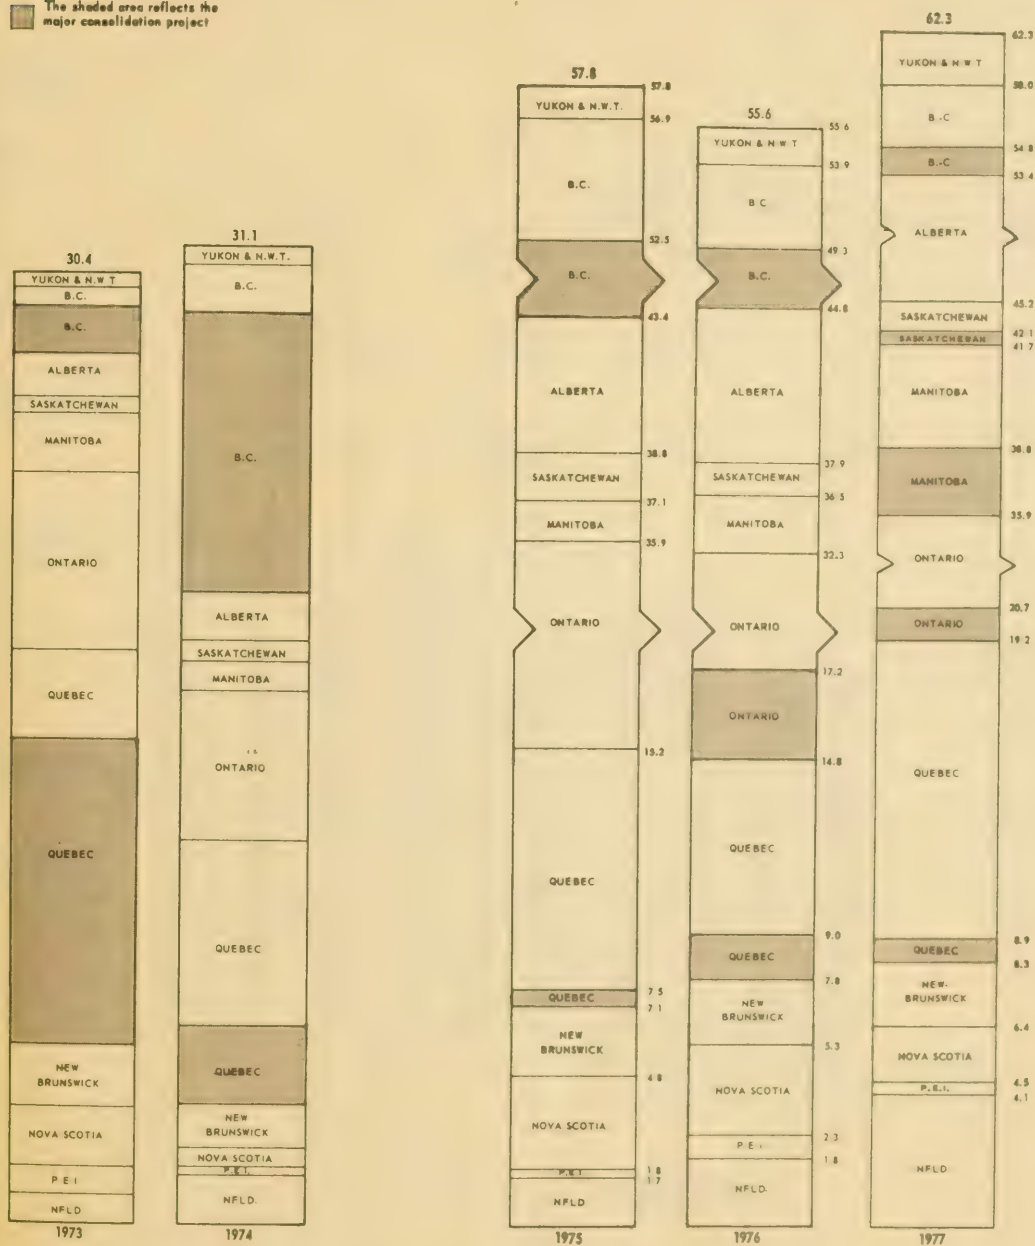 The shaded area reflects the
major consolidation project
30.4
YUKON & N.W.T
B.C.
B.C.
ALBERTA
SASKATCHEWAN
MANITOBA
ONTARIO
QUEBEC
QUEBEC
NEW
BRUNSWICK
NOVA SCOTIA
P E I
NFLD
1973
31.1
YUKON & N.W.T.
B.C.
B.C.
ALBERTA
SASKATCHEWAN
MANITOBA
ONTARIO
QUEBEC
QUEBEC
NEW
BRUNSWICK
NOVA SCOTIA
P.E.I.
NFLD.
1974
57.8
57.8
YUKON & N.W.T.
56.9
B.C.
52.5
B.C.
43.4
ALBERTA
38.8
SASKATCHEWAN
37.1
MANITOBA
35.9
ONTARIO
15.2
QUEBEC
7.5
QUEBEC
7.1
NEW
BRUNSWICK
4.8
NOVA SCOTIA
1.8
P.E.I
1.7
NFLD
1975
55.6
55.6
YUKON & N.W.T
53.9
B C
49.3
B.C.
44.8
ALBERTA
37.9
SASKATCHEWAN
36.5
MANITOBA
32.3
ONTARIO
17.2
ONTARIO
14.8
QUEBEC
9.0
QUEBEC
7.8
NEW
BRUNSWICK
5.3
NOVA SCOTIA
2.3
P E I
1.8
NFLD.
1976
62.3
62.3
YUKON & N.W.T
58.0
B.-C
54.8
B.-C
53.4
ALBERTA
45.2
SASKATCHEWAN
42.1
SASKATCHEWAN
41.7
MANITOBA
38.8
MANITOBA
35.9
ONTARIO
20.7
ONTARIO
19.2
QUEBEC
8.9
QUEBEC
8.3
NEW-
BRUNSWICK
6.4
NOVA SCOTIA
4.5
P.E.I.
4.1
NFLD
1977